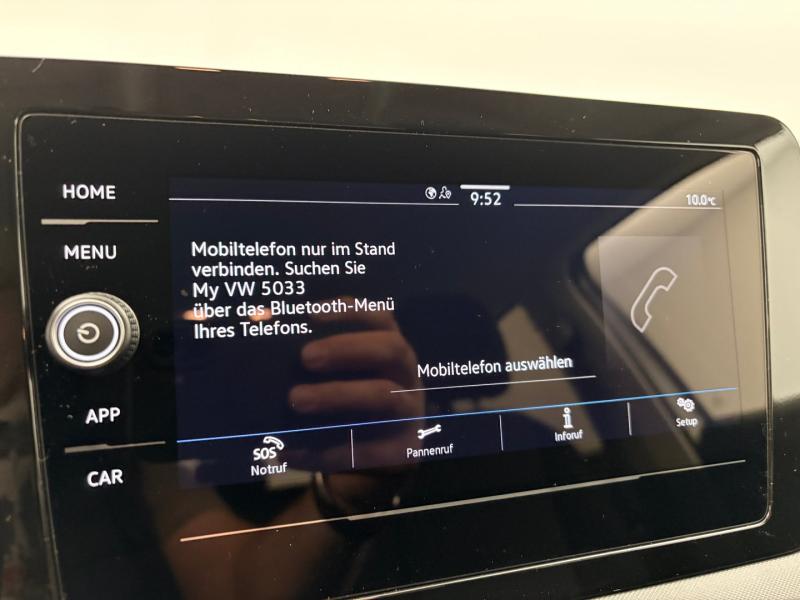 HOME
MENU
APP
CAR
9:52
10.0°C
Mobiltelefon nur im Stand
verbinden. Suchen Sie
My VW 5033
über das Bluetooth-Menü
Ihres Telefons.
Mobiltelefon auswählen
SOS
Notruf
Pannenruf
Inforuf
Setup